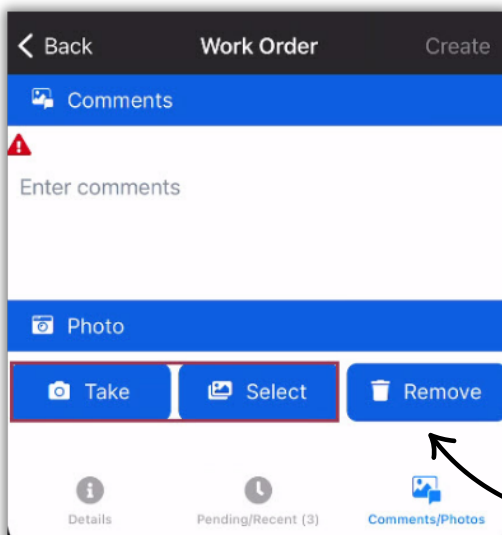 Back Work Order Create
Comments
Enter comments
Photo
Take Select Remove
Details Pending/Recent (3) Comments/Photos